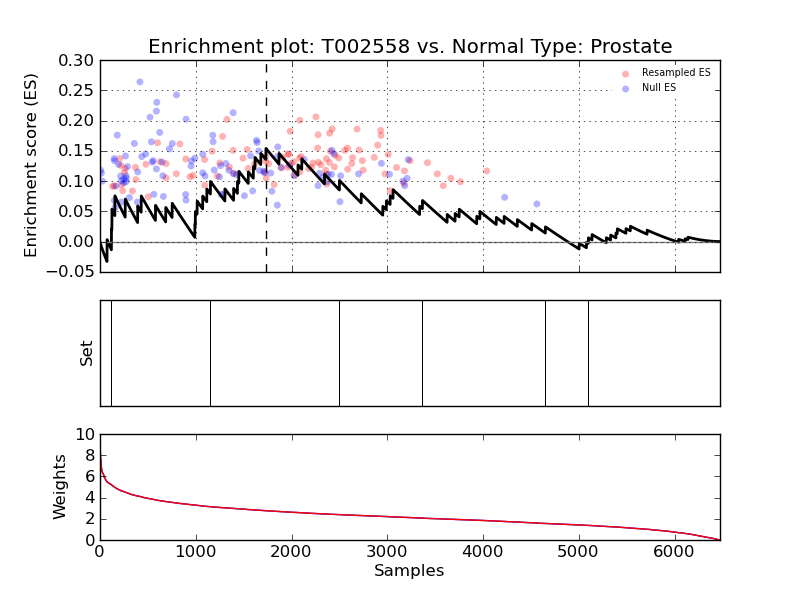 Enrichment plot: T002558 vs. Normal Type: Prostate
Enrichment score (ES)
0.30
0.25
0.20
0.15
0.10
0.05
0.00
−0.05
Resampled ES
Null ES
Set
Weights
10
8
6
4
2
0
0 1000 2000 3000 4000 5000 6000
Samples